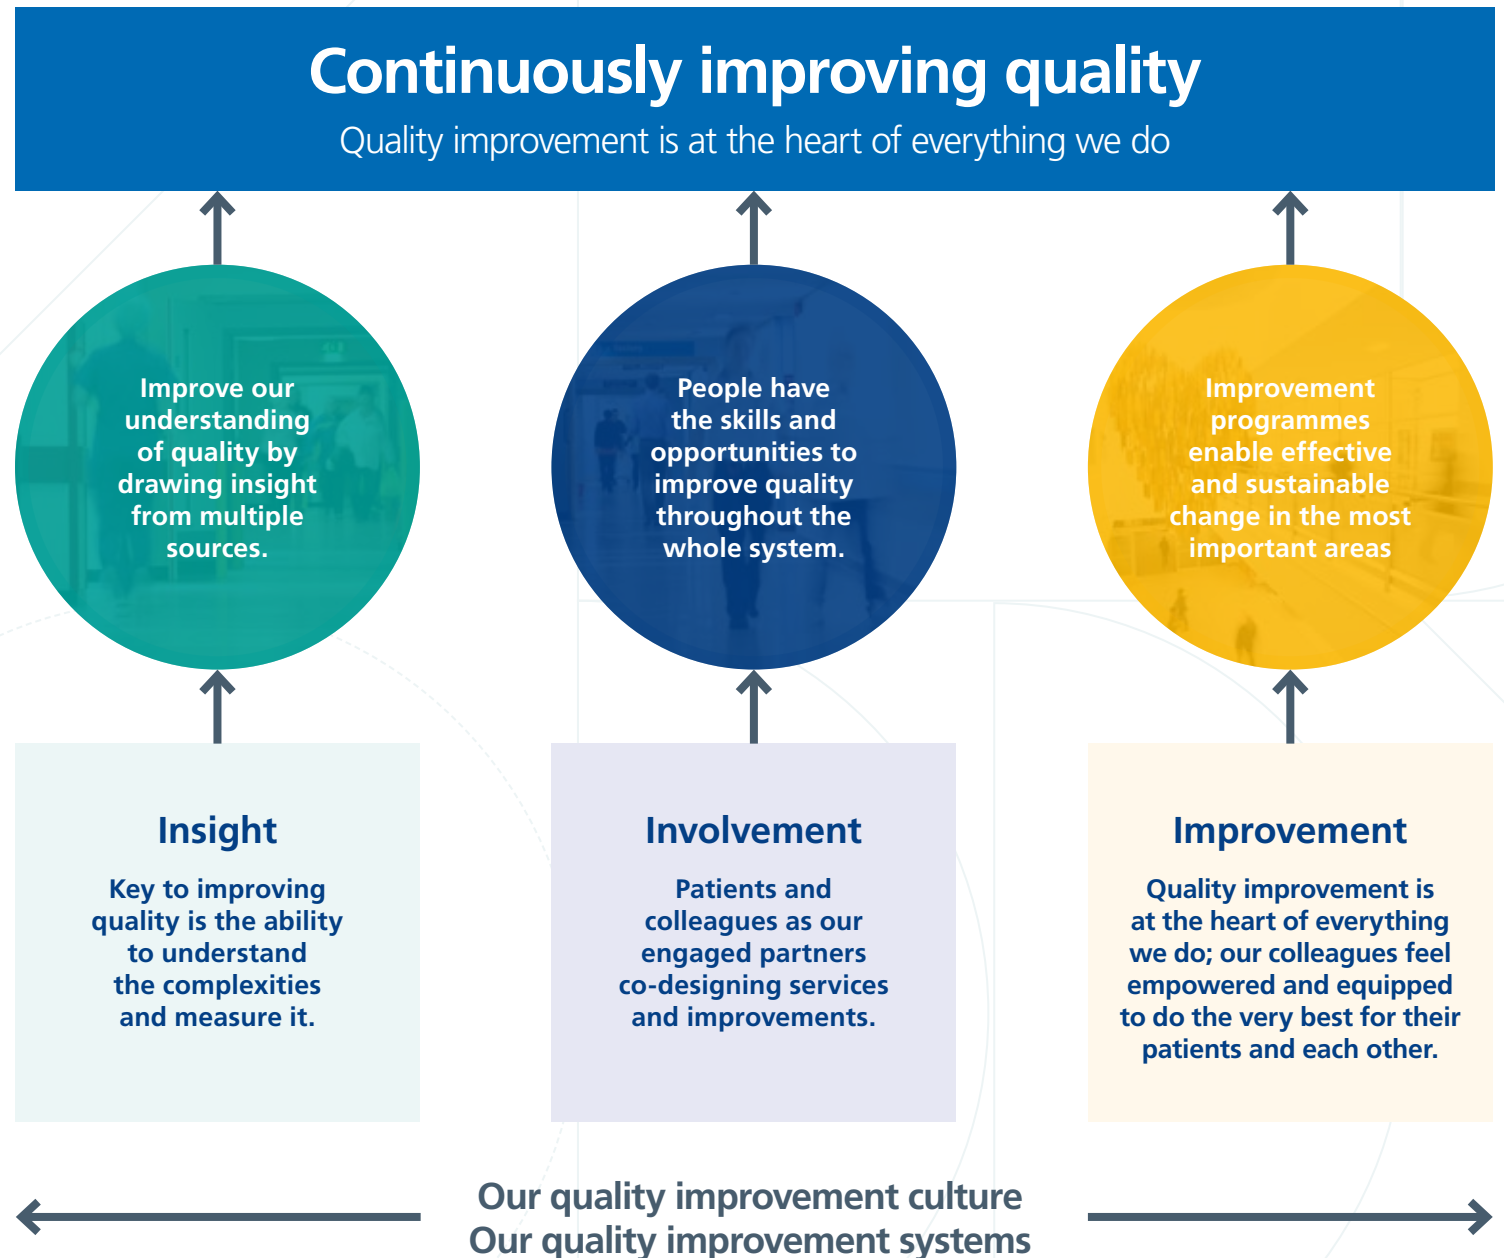 Continuously improving quality
Quality improvement is at the heart of everything we do
Improve our
understanding
of quality by
drawing insight
from multiple
sources.
People have
the skills and
opportunities to
improve quality
throughout the
whole system.
Improvement
programmes
enable effective
and sustainable
change in the most
important areas
Insight
Key to improving
quality is the ability
to understand
the complexities
and measure it.
Involvement
Patients and
colleagues as our
engaged partners
co-designing services
and improvements.
Improvement
Quality improvement is
at the heart of everything
we do; our colleagues feel
empowered and equipped
to do the very best for their
patients and each other.
Our quality improvement culture
Our quality improvement systems